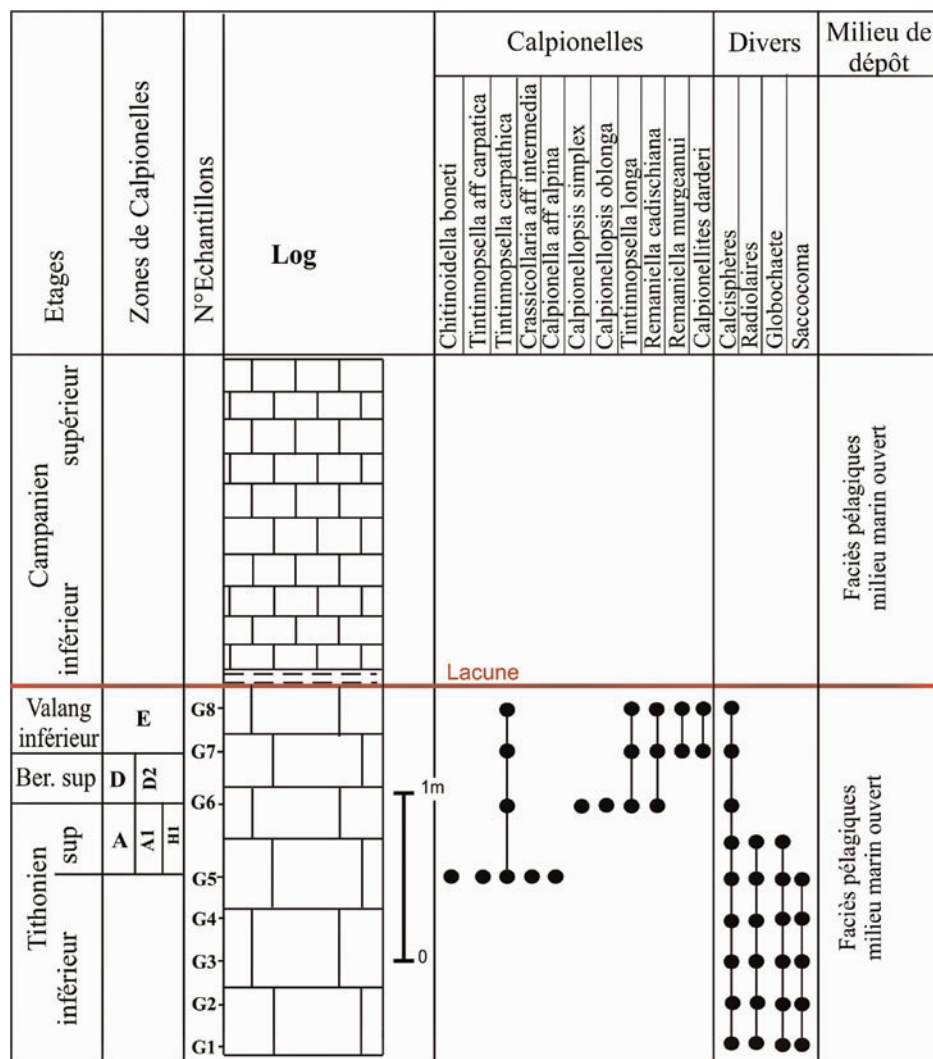 Etages
Zones de Calpionelles
N°Echantillons
Log
Calpionelles
Divers
Milieu de
dépôt
Chitinoidella boneti
Tintinnopsella aff carpatica
Tintinnopsella carpathica
Crassicollaria aff intermedia
Calpionella aff alpina
Calpionellopsis simplex
Calpionellopsis oblonga
Tintinnopsella longa
Remaniella cadischiana
Remaniella murgeanui
Calpionellites darderi
Calcisphères
Radiolaires
Globochaete
Saccocoma
Campanien
supérieur
inférieur
Faciès pélagiques
milieu marin ouvert
Lacune
Valang
inférieur
E
G8
G7
Ber. sup
D
D2
G6
1m
Tithonien
sup
inférieur
A
A1
H1
G5
G4
G3
0
G2
G1
Faciès pélagiques
milieu marin ouvert